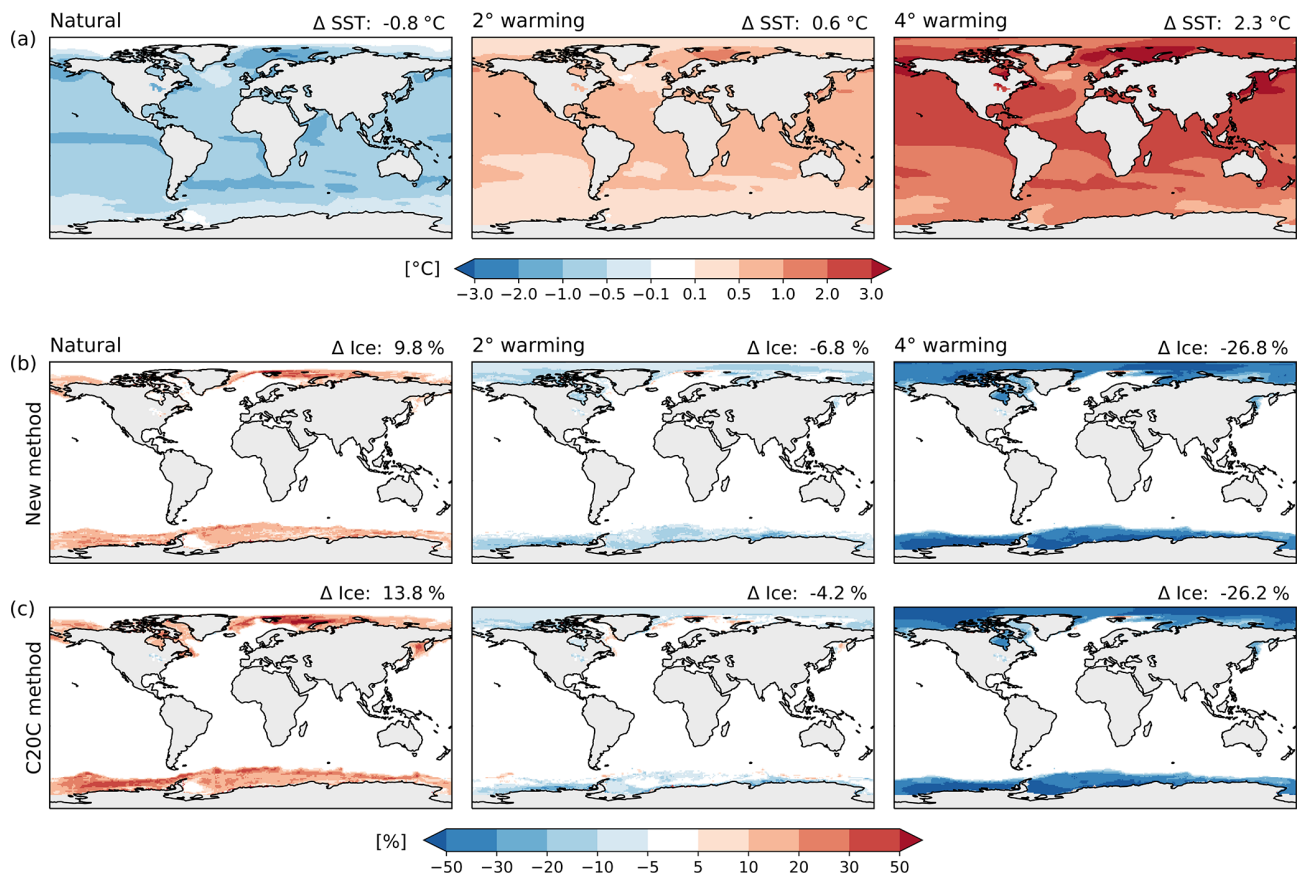 Natural Δ SST: -0.8 °C 2° warming Δ SST: 0.6 °C 4° warming Δ SST: 2.3 °C
(a)
[°C]
−3.0 −2.0 −1.0 −0.5 −0.1 0.1 0.5 1.0 2.0 3.0
Natural Δ Ice: 9.8 % 2° warming Δ Ice: -6.8 % 4° warming Δ Ice: -26.8 %
(b)
New method
Δ Ice: 13.8 % Δ Ice: -4.2 % Δ Ice: -26.2 %
(c)
C20C method
[%]
−50 −30 −20 −10 −5 5 10 20 30 50